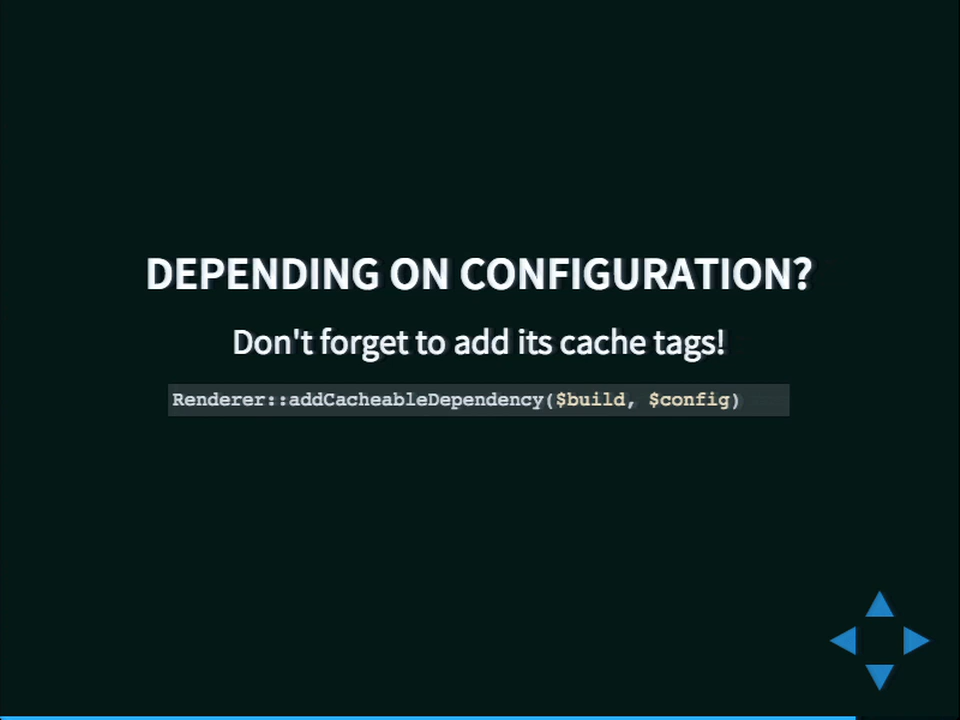 DEPENDING ON CONFIGURATION?
Don't forget to add its cache tags!
Renderer::addCacheableDependency($build, $config)